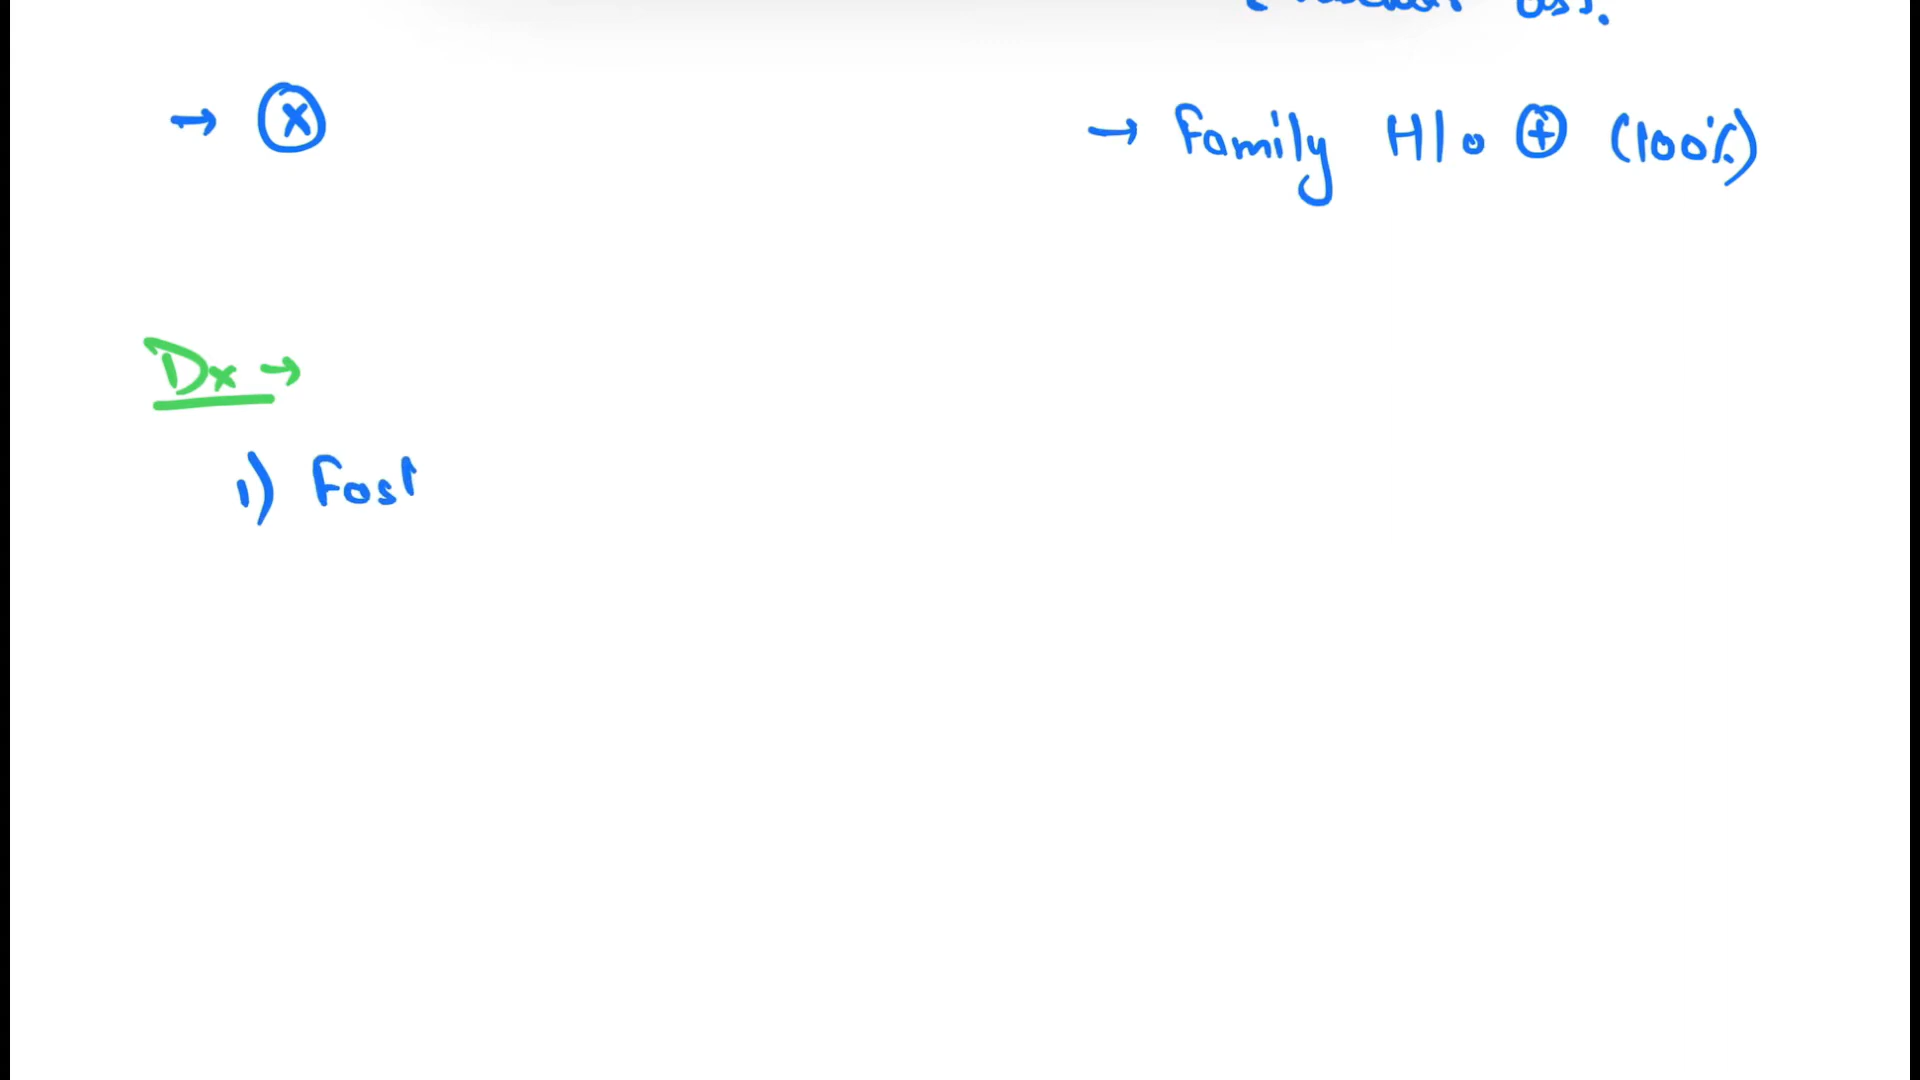 → ⓧ
→ Family H/o ⊕ (100%)
Dx →
1) Fast